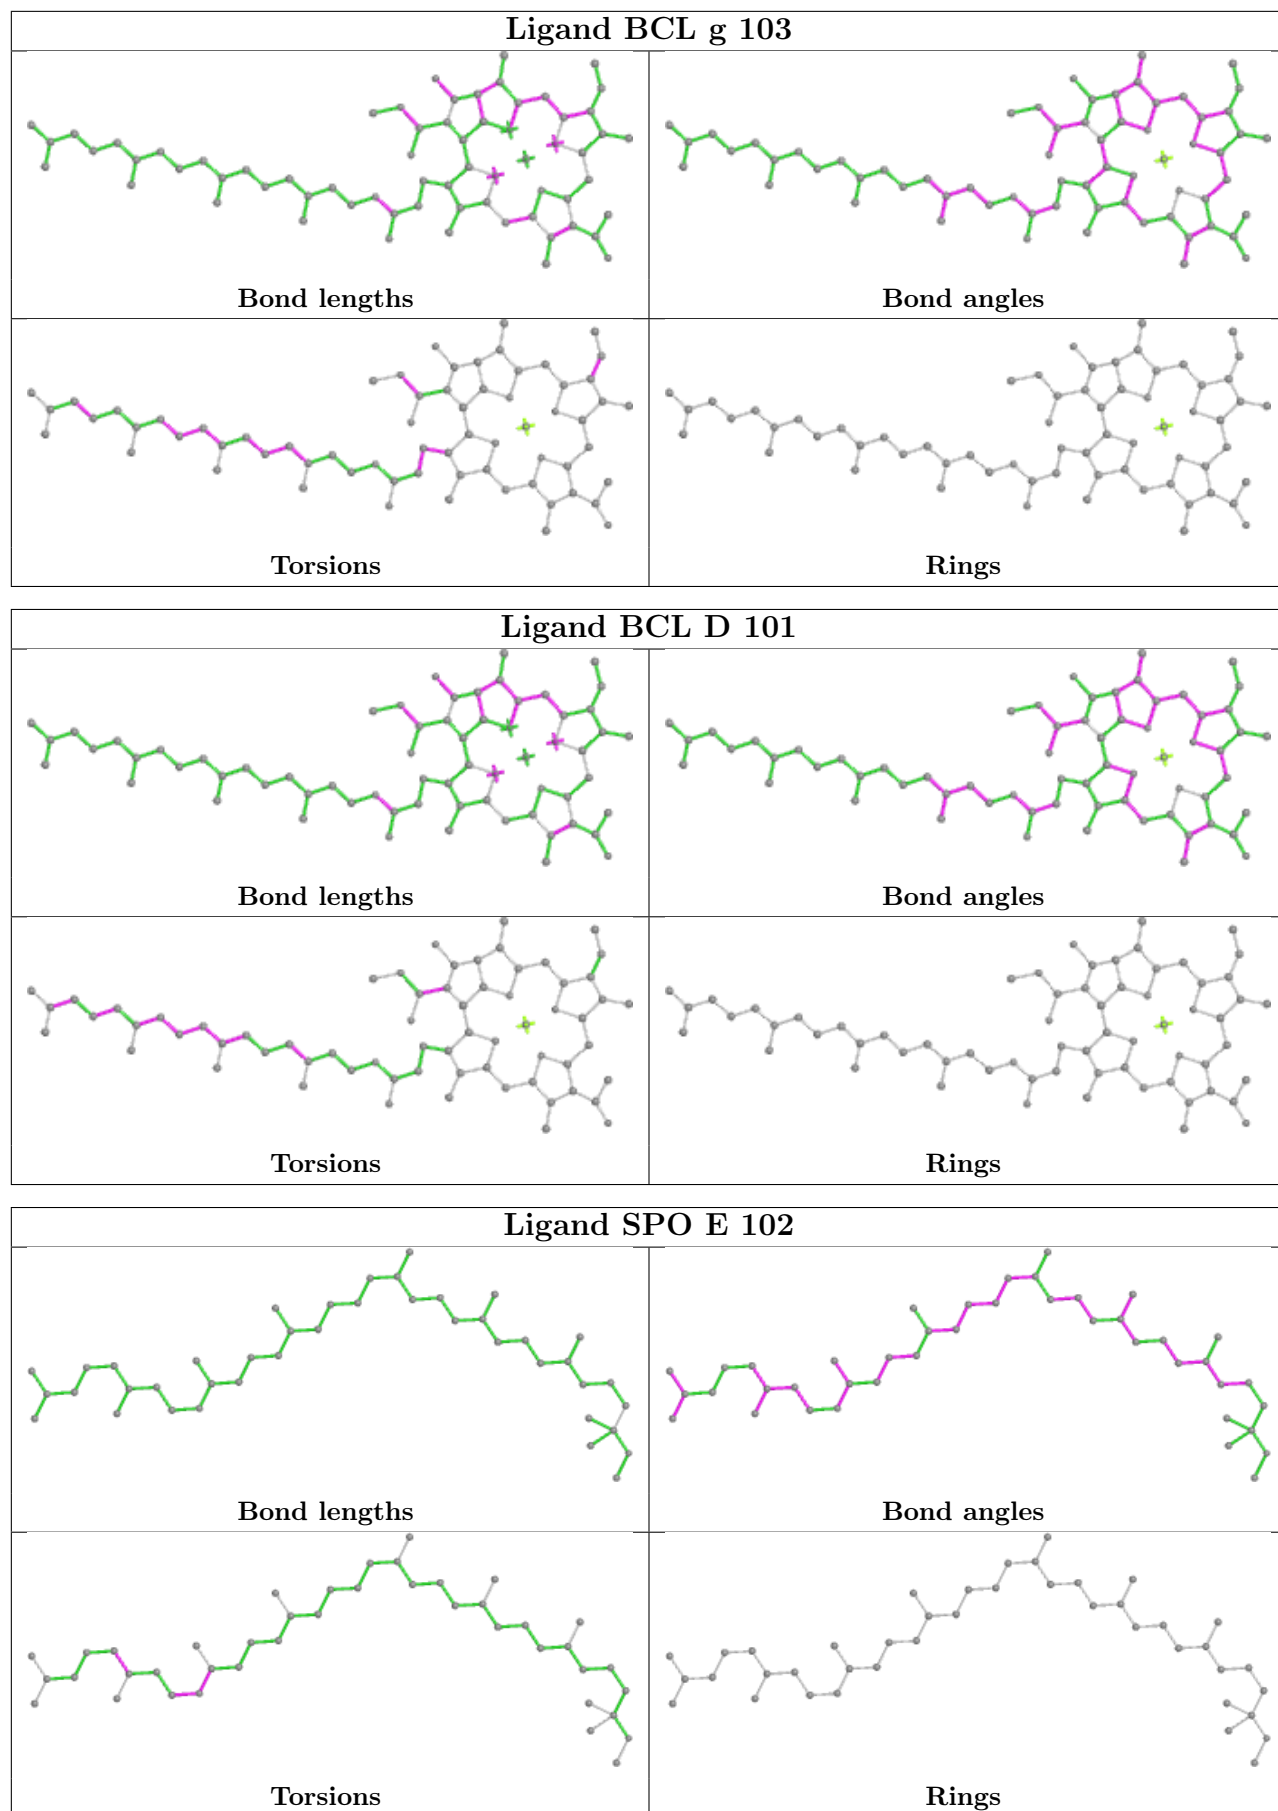 Ligand BCL g 103
Bond lengths
Bond angles
Torsions
Rings
Ligand BCL D 101
Bond lengths
Bond angles
Torsions
Rings
Ligand SPO E 102
Bond lengths
Bond angles
Torsions
Rings